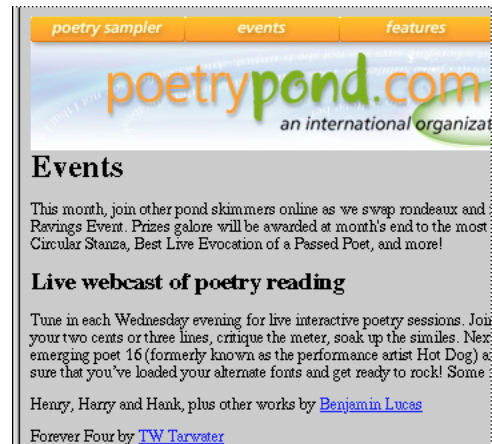 poetry sampler events features
poetrypond.com
an international organizat
Events
This month, join other pond skimmers online as we swap rondeaux and
Ravings Event. Prizes galore will be awarded at month's end to the most
Circular Stanza, Best Live Evocation of a Passed Poet, and more!
Live webcast of poetry reading
Tune in each Wednesday evening for live interactive poetry sessions. Join
your two cents or three lines, critique the meter, soak up the similes. Nex
emerging poet 16 (formerly known as the performance artist Hot Dog) a
sure that you've loaded your alternate fonts and get ready to rock! Some
Henry, Harry and Hank, plus other works by Benjamin Lucas
Forever Four by TW Tarwater